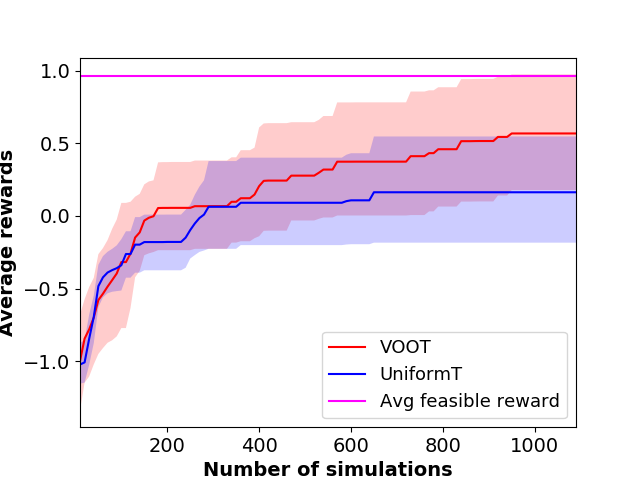 1.0
0.5
0.0
−0.5
−1.0
Average rewards
200
400
600
800
1000
Number of simulations
VOOT
UniformT
Avg feasible reward